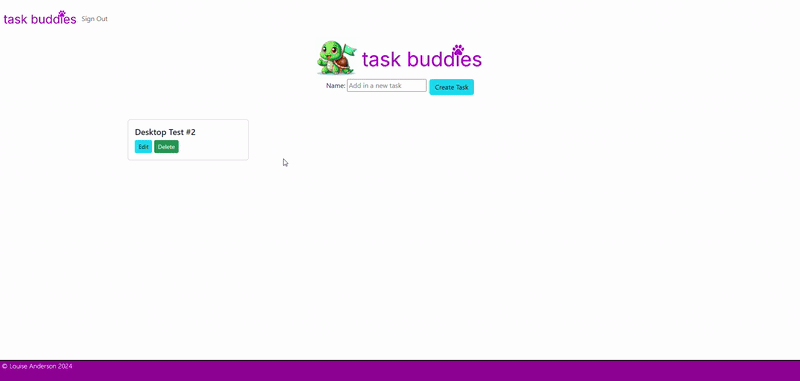 task buddies Sign Out
task buddies
Name: Add in a new task Create Task
Desktop Test #2
Edit Delete
© Louise Anderson 2024